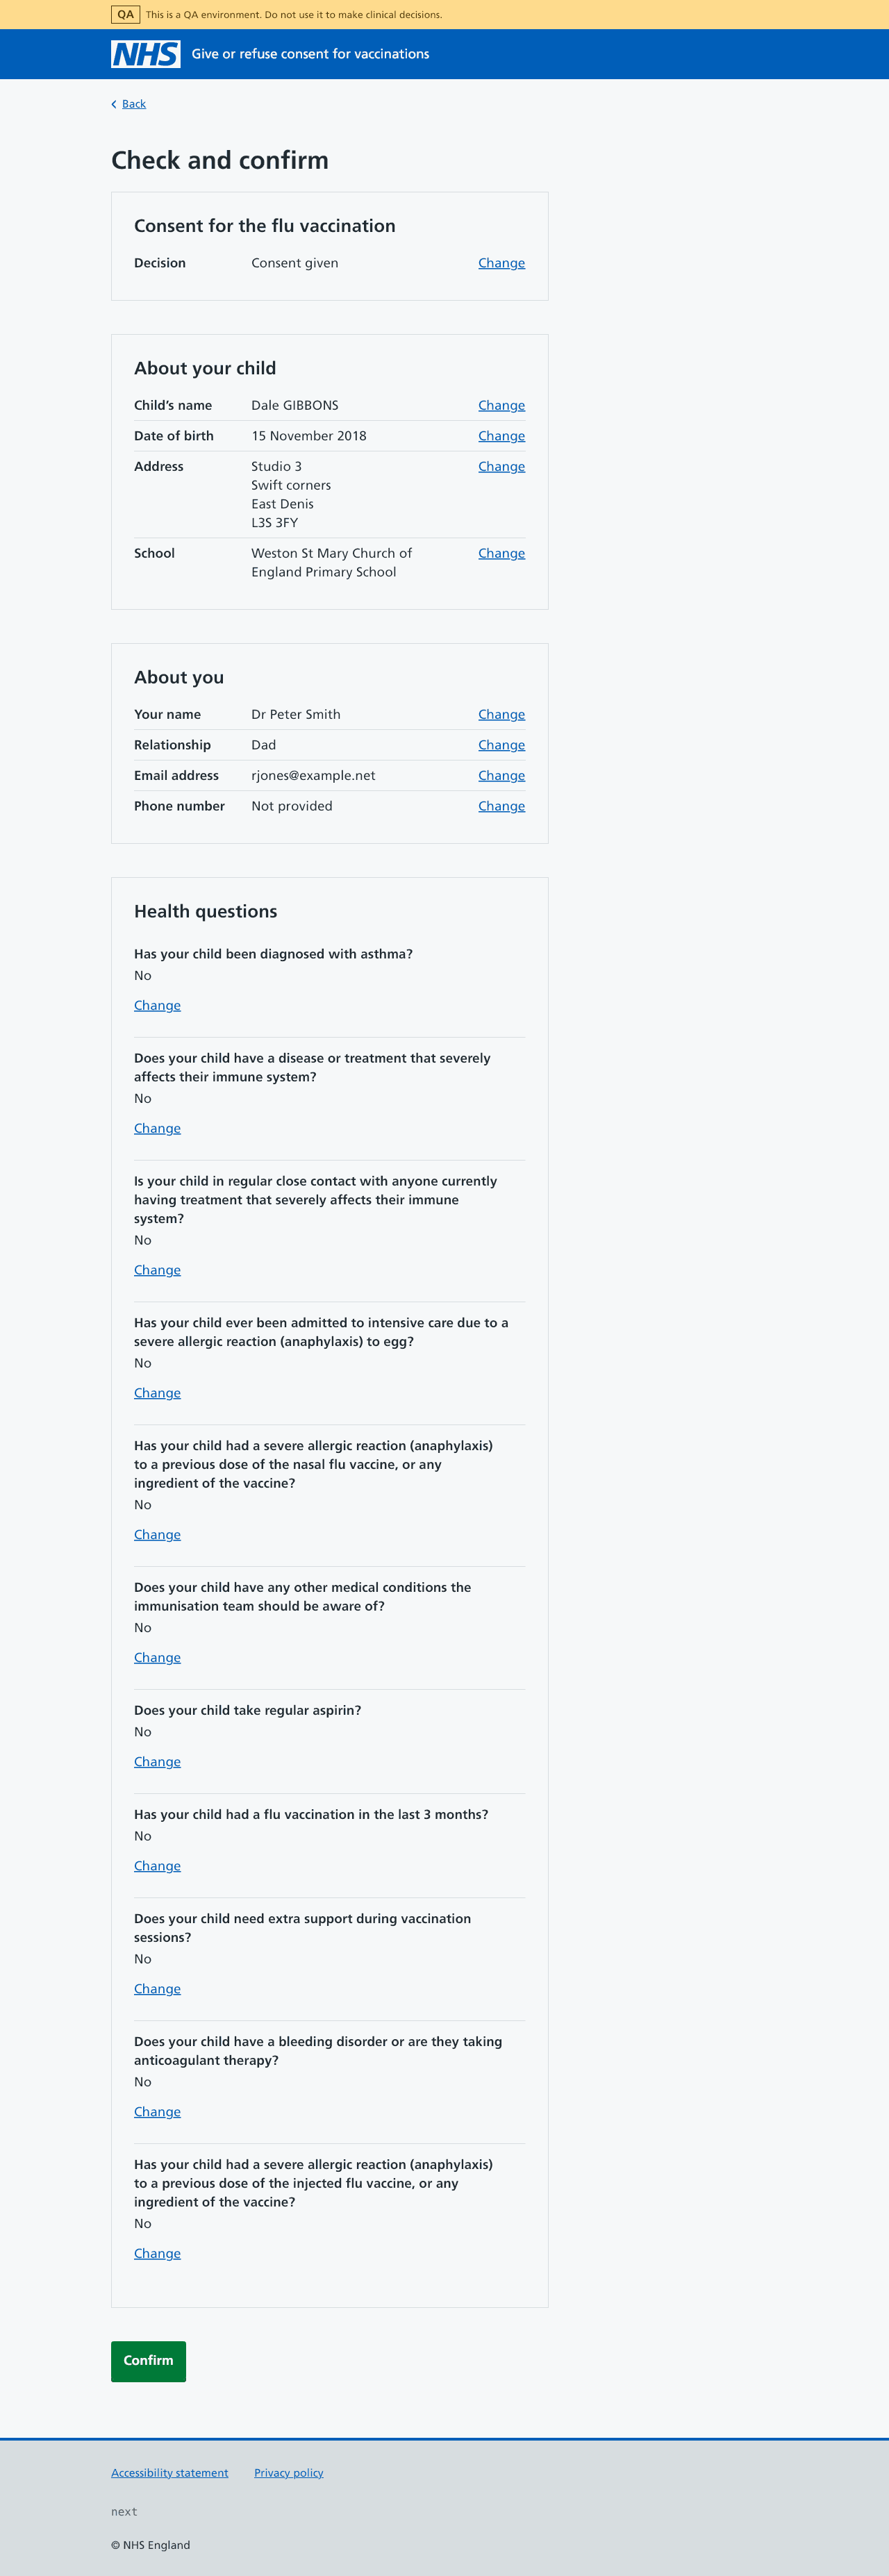 QA This is a QA environment. Do not use it to make clinical decisions.
NHS Give or refuse consent for vaccinations
Back
Check and confirm
Consent for the flu vaccination
Decision Consent given Change
About your child
Child’s name Dale GIBBONS Change
Date of birth 15 November 2018 Change
Address Studio 3 Change
Swift corners
East Denis
L3S 3FY
School Weston St Mary Church of Change
England Primary School
About you
Your name Dr Peter Smith Change
Relationship Dad Change
Email address rjones@example.net Change
Phone number Not provided Change
Health questions
Has your child been diagnosed with asthma?
No
Change
Does your child have a disease or treatment that severely
affects their immune system?
No
Change
Is your child in regular close contact with anyone currently
having treatment that severely affects their immune
system?
No
Change
Has your child ever been admitted to intensive care due to a
severe allergic reaction (anaphylaxis) to egg?
No
Change
Has your child had a severe allergic reaction (anaphylaxis)
to a previous dose of the nasal flu vaccine, or any
ingredient of the vaccine?
No
Change
Does your child have any other medical conditions the
immunisation team should be aware of?
No
Change
Does your child take regular aspirin?
No
Change
Has your child had a flu vaccination in the last 3 months?
No
Change
Does your child need extra support during vaccination
sessions?
No
Change
Does your child have a bleeding disorder or are they taking
anticoagulant therapy?
No
Change
Has your child had a severe allergic reaction (anaphylaxis)
to a previous dose of the injected flu vaccine, or any
ingredient of the vaccine?
No
Change
Confirm
Accessibility statement Privacy policy
next
© NHS England